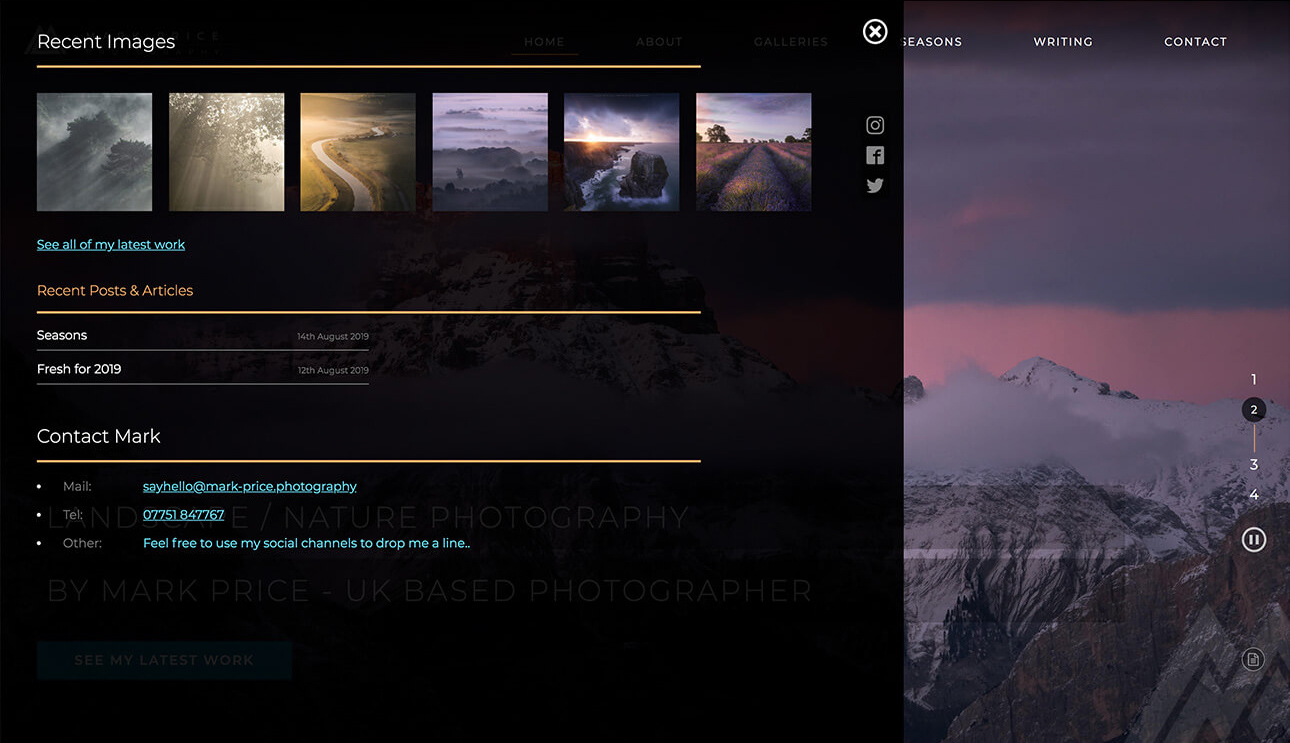 Recent Images
HOME ABOUT GALLERIES SEASONS WRITING CONTACT
See all of my latest work
Recent Posts & Articles
Seasons 14th August 2019
Fresh for 2019 12th August 2019
1
2
3
4
Contact Mark
Mail: sayhello@mark-price.photography
Tel: 07751 847767
Other: Feel free to use my social channels to drop me a line..
LANDSCAPE / NATURE PHOTOGRAPHY
BY MARK PRICE - UK BASED PHOTOGRAPHER
SEE MY LATEST WORK